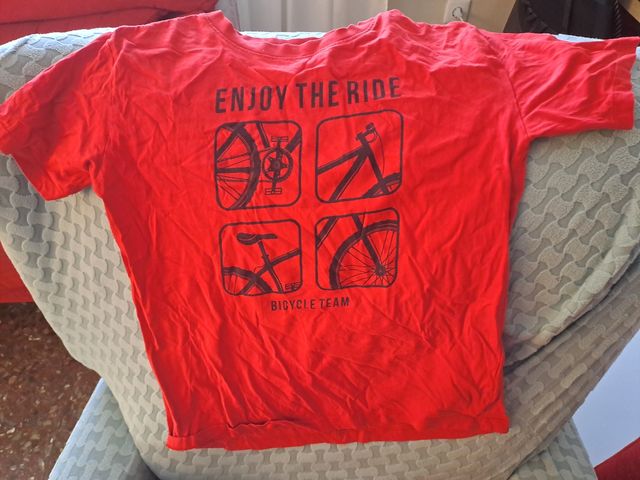 ENJOY THE RIDE
BICYCLE TEAM